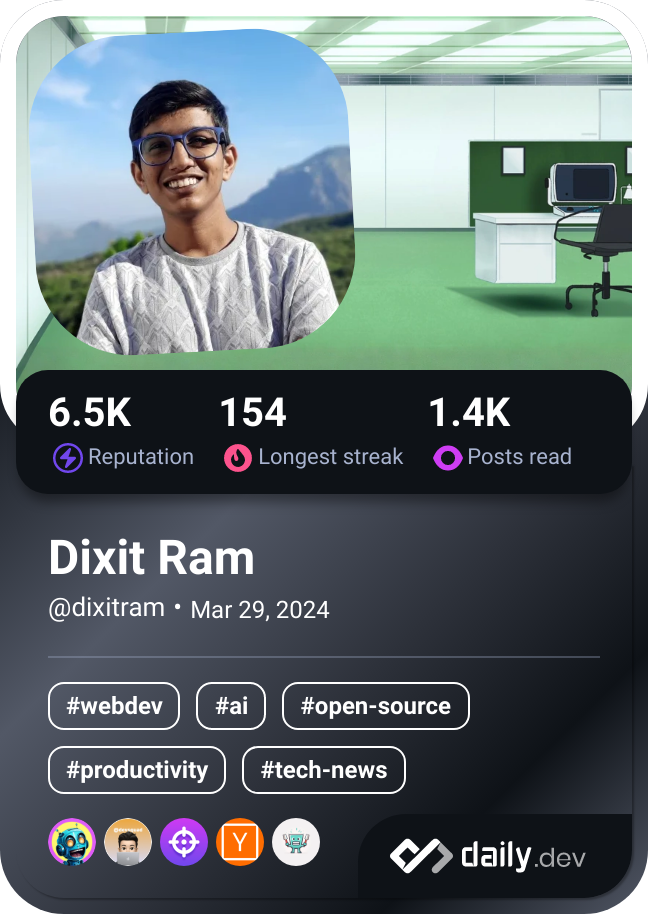 6.5K 154 1.4K
Reputation Longest streak Posts read
Dixit Ram
@dixitram • Mar 29, 2024
#webdev #ai #open-source
#productivity #tech-news
Y
daily.dev